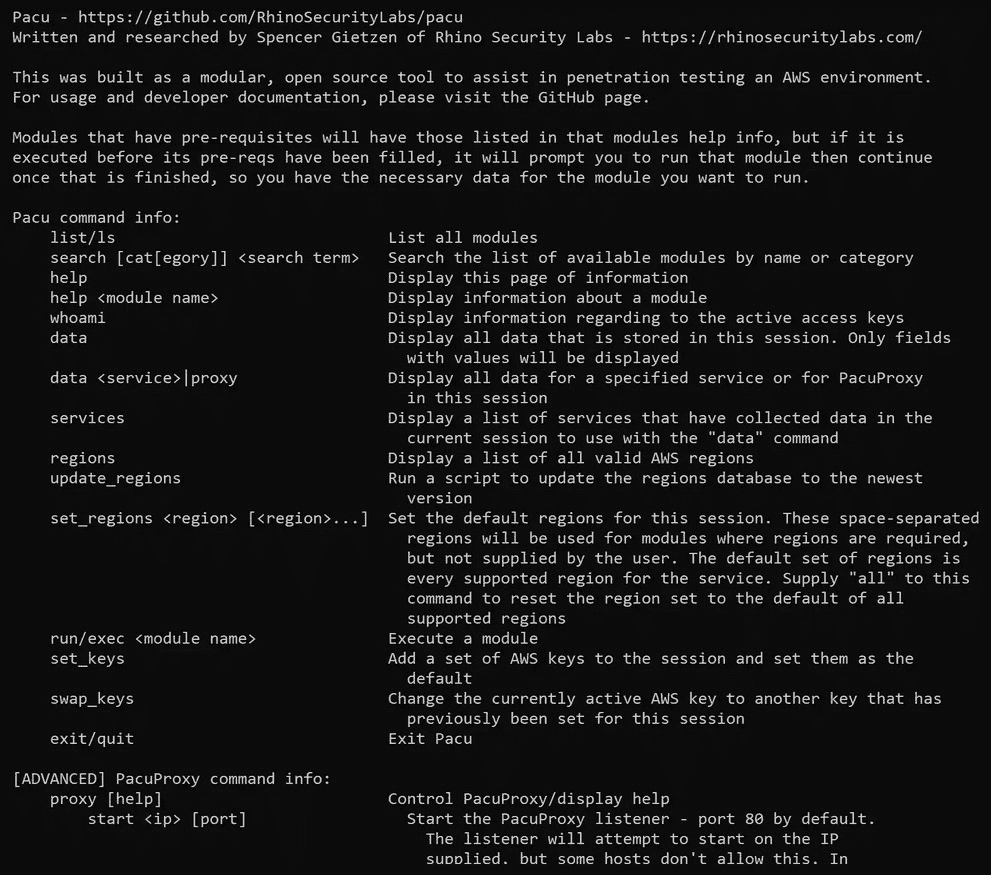 Pacu - https://github.com/RhinoSecurityLabs/pacu
Written and researched by Spencer Gietzen of Rhino Security Labs - https://rhinosecuritylabs.com/

This was built as a modular, open source tool to assist in penetration testing an AWS environment.
For usage and developer documentation, please visit the GitHub page.

Modules that have pre-requisites will have those listed in that modules help info, but if it is
executed before its pre-reqs have been filled, it will prompt you to run that module then continue
once that is finished, so you have the necessary data for the module you want to run.

Pacu command info:
    list/ls                             List all modules
    search [cat[egory]] <search term>   Search the list of available modules by name or category
    help                                Display this page of information
    help <module name>                  Display information about a module
    whoami                              Display information regarding to the active access keys
    data                                Display all data that is stored in this session. Only fields
                                          with values will be displayed
    data <service>|proxy                Display all data for a specified service or for PacuProxy
                                          in this session
    services                            Display a list of services that have collected data in the
                                          current session to use with the "data" command
    regions                             Display a list of all valid AWS regions
    update_regions                      Run a script to update the regions database to the newest
                                          version
    set_regions <region> [<region>...]  Set the default regions for this session. These space-separated
                                          regions will be used for modules where regions are required,
                                          but not supplied by the user. The default set of regions is
                                          every supported region for the service. Supply "all" to this
                                          command to reset the region set to the default of all
                                          supported regions
    run/exec <module name>              Execute a module
    set_keys                            Add a set of AWS keys to the session and set them as the
                                          default
    swap_keys                           Change the currently active AWS key to another key that has
                                          previously been set for this session
    exit/quit                           Exit Pacu

[ADVANCED] PacuProxy command info:
    proxy [help]                        Control PacuProxy/display help
        start <ip> [port]                 Start the PacuProxy listener - port 80 by default.
                                            The listener will attempt to start on the IP
                                            supplied, but some hosts don't allow this. In